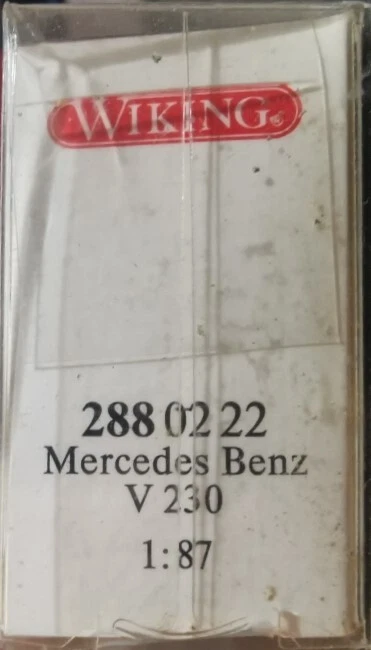 WIKING
288 02 22
Mercedes Benz
V 230
1:87